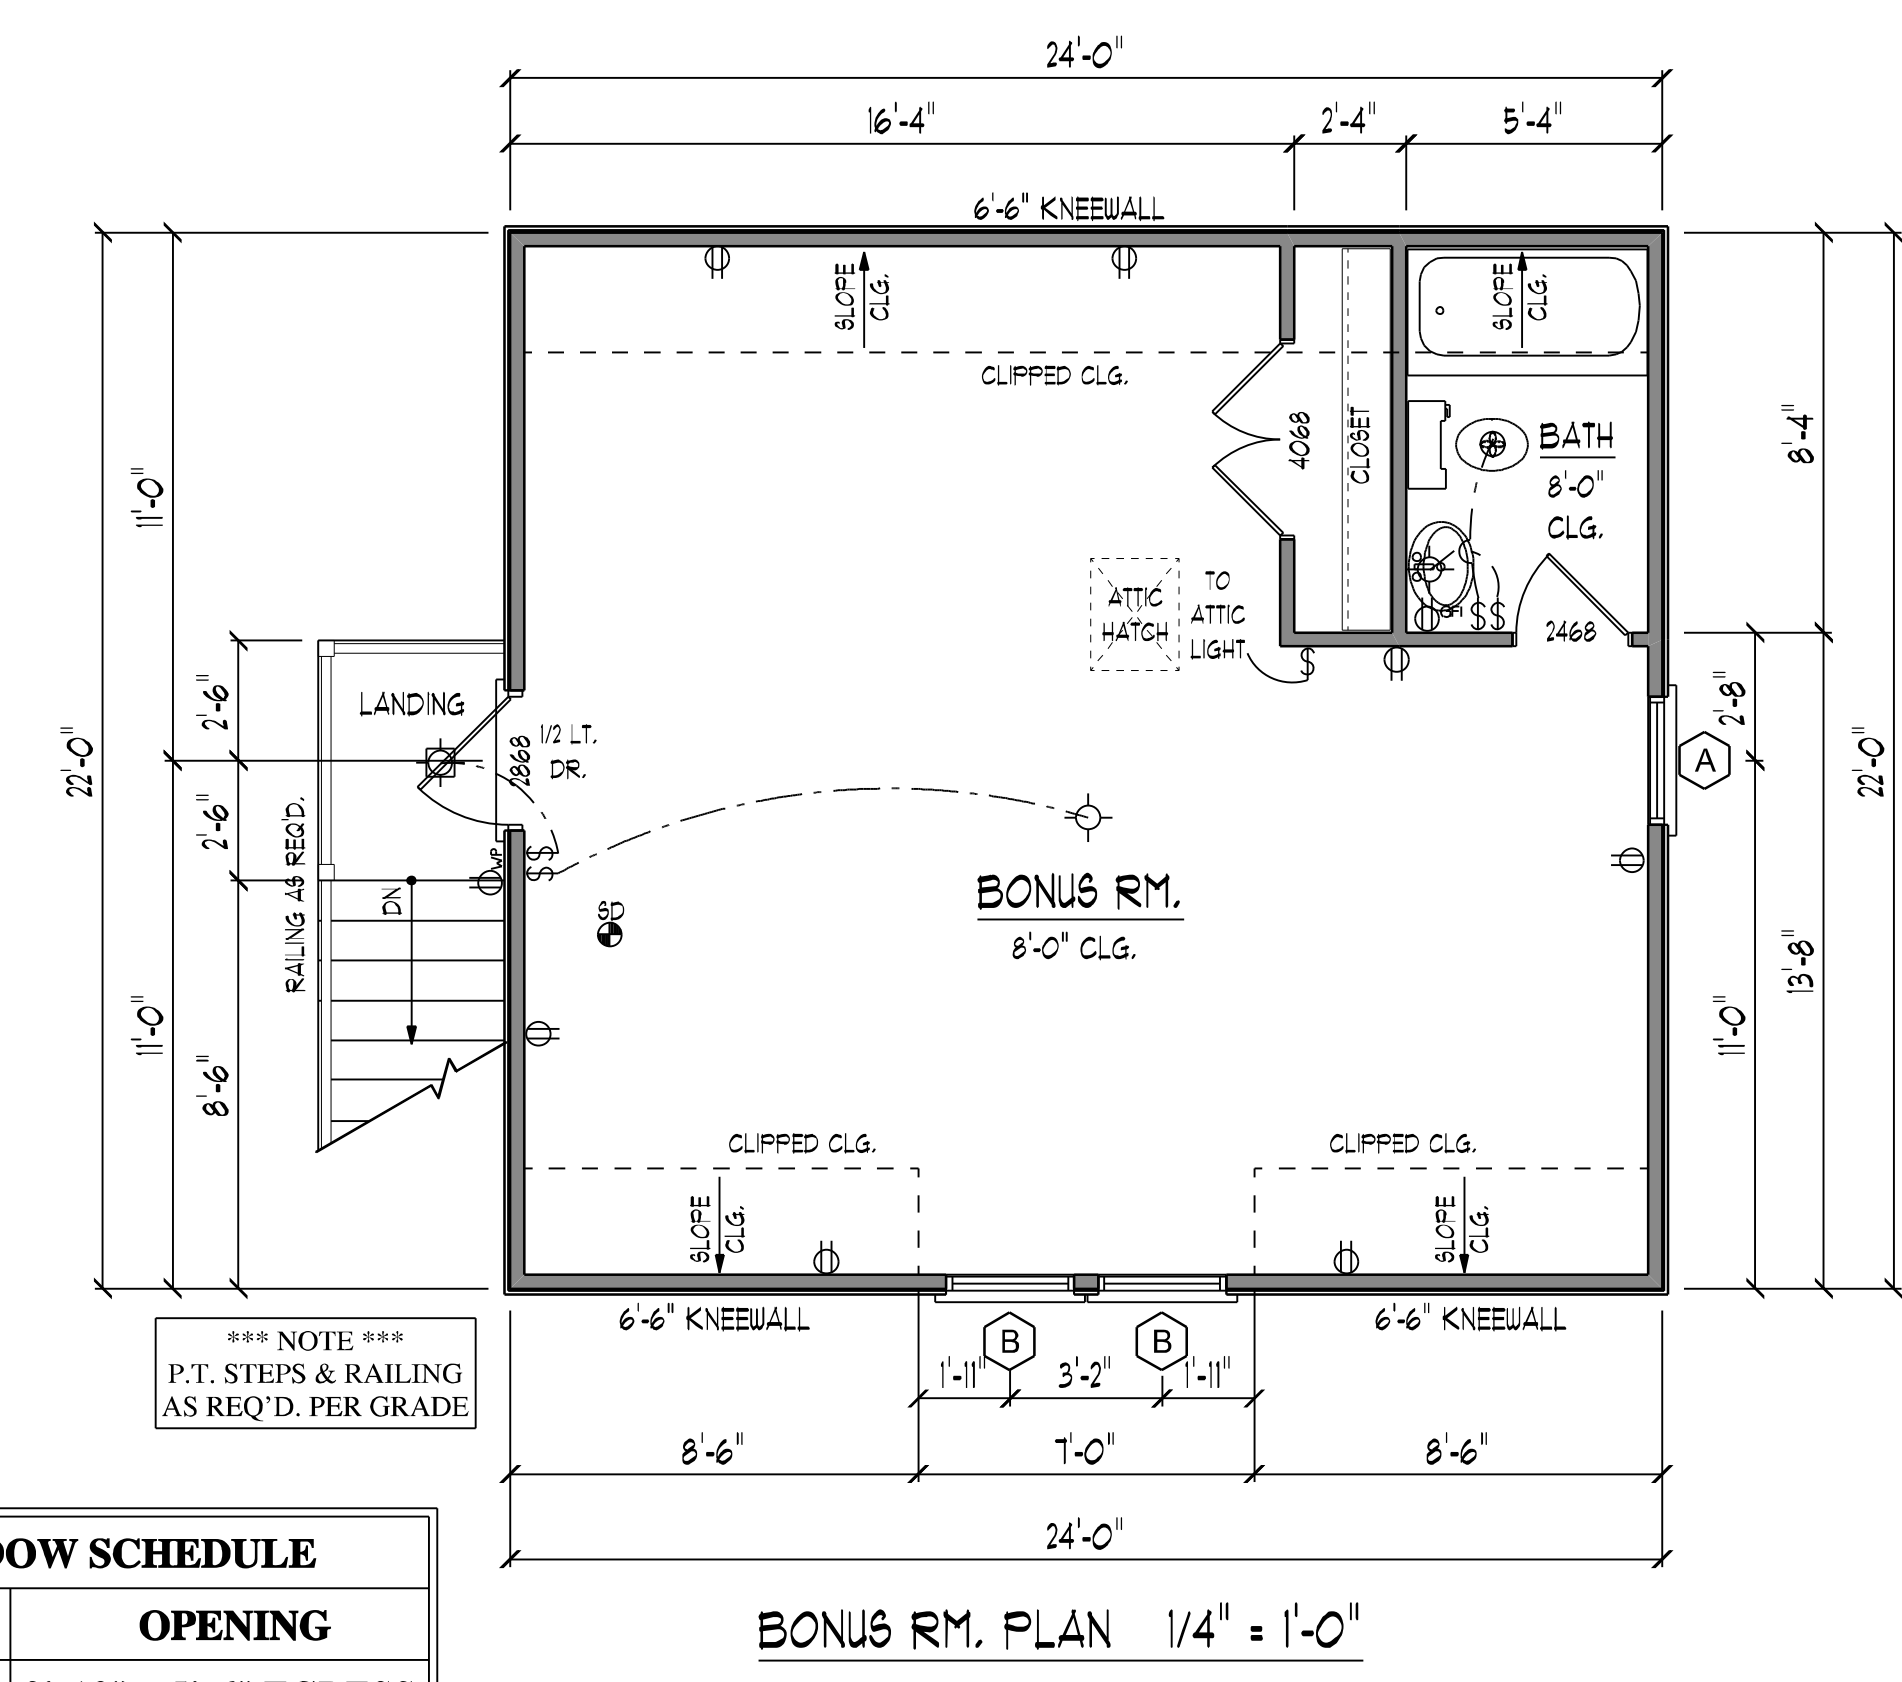 24'-0"
16'-4"
2'-4"
5'-4"
6'-6" KNEEWALL
SLOPE
CLG.
SLOPE
CLG.
CLIPPED CLG.
4068
CLOSET
BATH
8'-0"
CLG.
8'-4"
11'-0"
ATTIC
HATCH
TO
ATTIC
LIGHT
GFI
$ $
$
2468
2'-6"
LANDING
2868
1/2 LT.
DR.
2'-8"
A
22'-0"
22'-0"
2'-6"
RAILING AS REQ'D.
WP
$
$
DN
SD
BONUS RM.
8'-0" CLG.
13'-8"
11'-0"
11'-0"
8'-6"
CLIPPED CLG.
CLIPPED CLG.
SLOPE
CLG.
SLOPE
CLG.
6'-6" KNEEWALL
6'-6" KNEEWALL
B
B
*** NOTE ***
P.T. STEPS & RAILING
AS REQ'D. PER GRADE
1'-11"
3'-2"
1'-11"
8'-6"
7'-0"
8'-6"
24'-0"
DOW SCHEDULE
OPENING
BONUS RM. PLAN 1/4" = 1'-0"